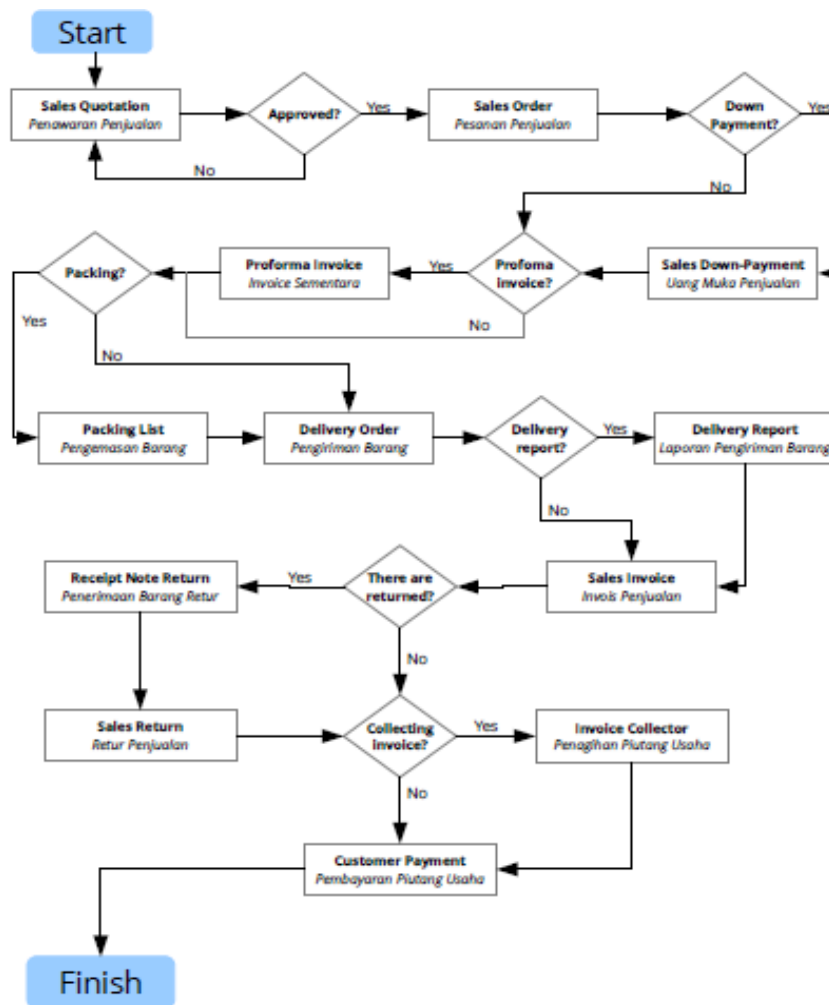 Start
Sales Quotation
Penawaran Penjualan
Approved?
Yes
No
Sales Order
Pesanan Penjualan
Down
Payment?
Yes
No
Packing?
Yes
No
Proforma Invoice
Invoice Sementara
Yes
Profoma
invoice?
No
Sales Down-Payment
Uang Muka Penjualan
Packing List
Pengemasan Barang
Delivery Order
Pengiriman Barang
Delivery
report?
Yes
No
Delivery Report
Laporan Pengiriman Barang
Receipt Note Return
Penerimaan Barang Retur
Yes
There are
returned?
No
Sales Invoice
Invois Penjualan
Sales Return
Retur Penjualan
Collecting
invoice?
Yes
No
Invoice Collector
Penagihan Piutang Usaha
Customer Payment
Pembayaran Piutang Usaha
Finish